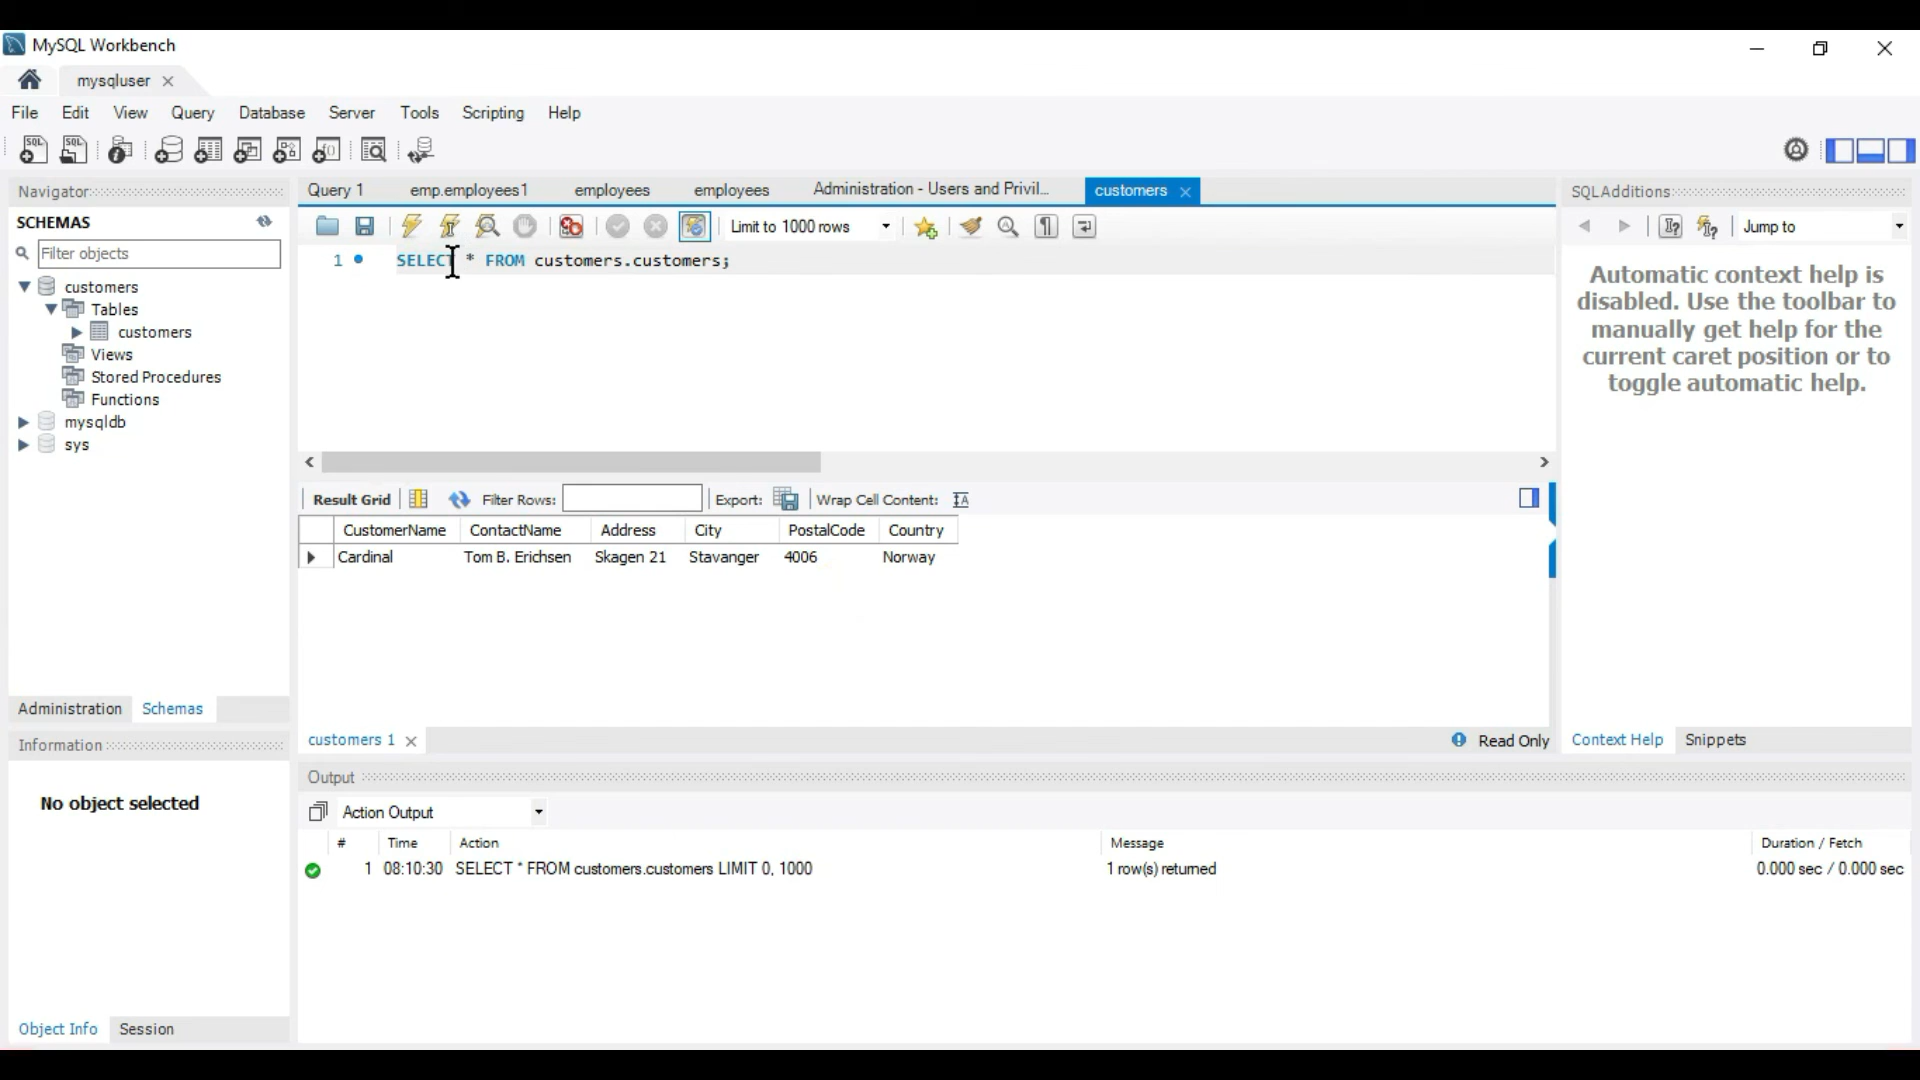 MySQL Workbench
mysqluser
File Edit View Query Database Server Tools Scripting Help
Navigator
SCHEMAS
Filter objects
customers
Tables
customers
Views
Stored Procedures
Functions
mysqldb
sys
Administration Schemas
Information
No object selected
Object Info Session
Query 1 emp.employees1 employees employees Administration - Users and Privil... customers
Limit to 1000 rows
1 SELECT * FROM customers.customers;
Result Grid Filter Rows: Export: Wrap Cell Content:
CustomerName ContactName Address City PostalCode Country
Cardinal Tom B. Erichsen Skagen 21 Stavanger 4006 Norway
customers 1 Read Only
SQLAdditions
Jump to
Automatic context help is
disabled. Use the toolbar to
manually get help for the
current caret position or to
toggle automatic help.
Context Help Snippets
Output
Action Output
# Time Action Message Duration / Fetch
1 08:10:30 SELECT * FROM customers.customers LIMIT 0, 1000 1 row(s) returned 0.000 sec / 0.000 sec